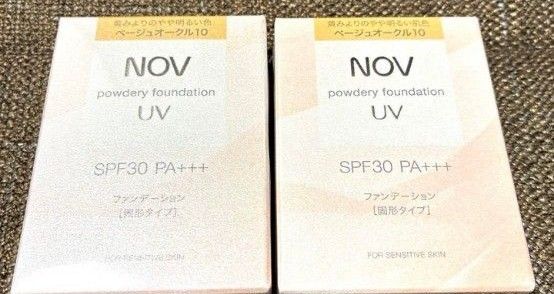 黄みよりのやや明るい色
ベージュオークル10
NOV
powdery foundation
UV
SPF30 PA+++
ファンデーション
[固形タイプ]
FOR SENSITIVE SKIN
黄みよりのやや明るい肌色
ベージュオークル10
NOV
powdery foundation
UV
SPF30 PA+++
ファンデーション
[固形タイプ]
FOR SENSITIVE SKIN